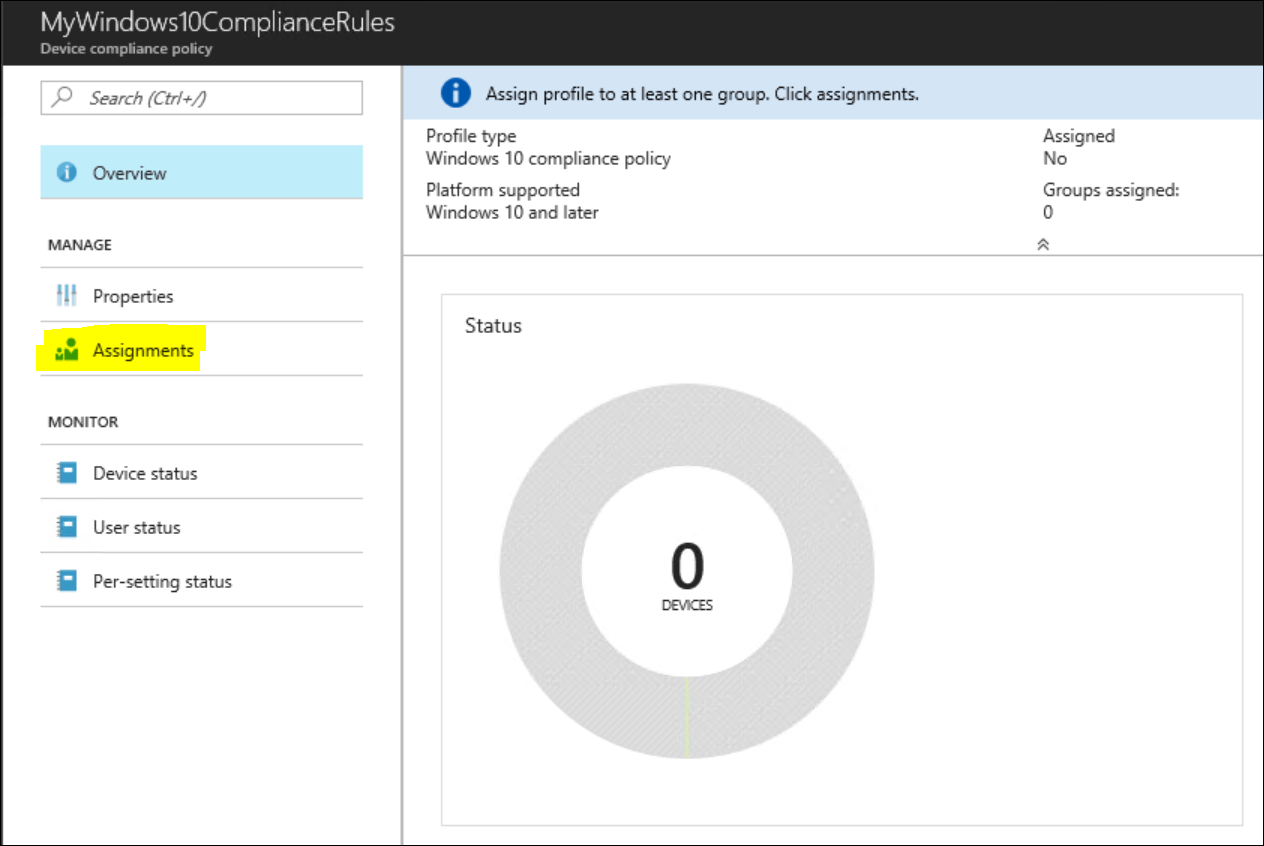 MyWindows10ComplianceRules
Device compliance policy
Search (Ctrl+/)
Overview
MANAGE
Properties
Assignments
MONITOR
Device status
User status
Per-setting status
Assign profile to at least one group. Click assignments.
Profile type
Windows 10 compliance policy
Platform supported
Windows 10 and later
Assigned
No
Groups assigned:
0
Status
0
DEVICES